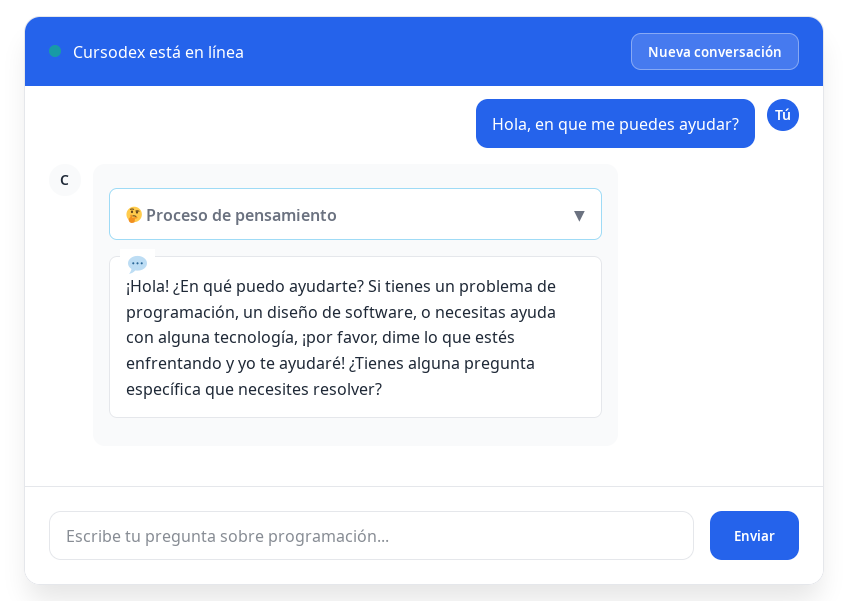 Cursodex está en línea
Nueva conversación
Hola, en que me puedes ayudar?
Tú
C
🤔 Proceso de pensamiento ▼
💬
¡Hola! ¿En qué puedo ayudarte? Si tienes un problema de
programación, un diseño de software, o necesitas ayuda
con alguna tecnología, ¡por favor, dime lo que estés
enfrentando y yo te ayudaré! ¿Tienes alguna pregunta
específica que necesites resolver?
Escribe tu pregunta sobre programación...
Enviar